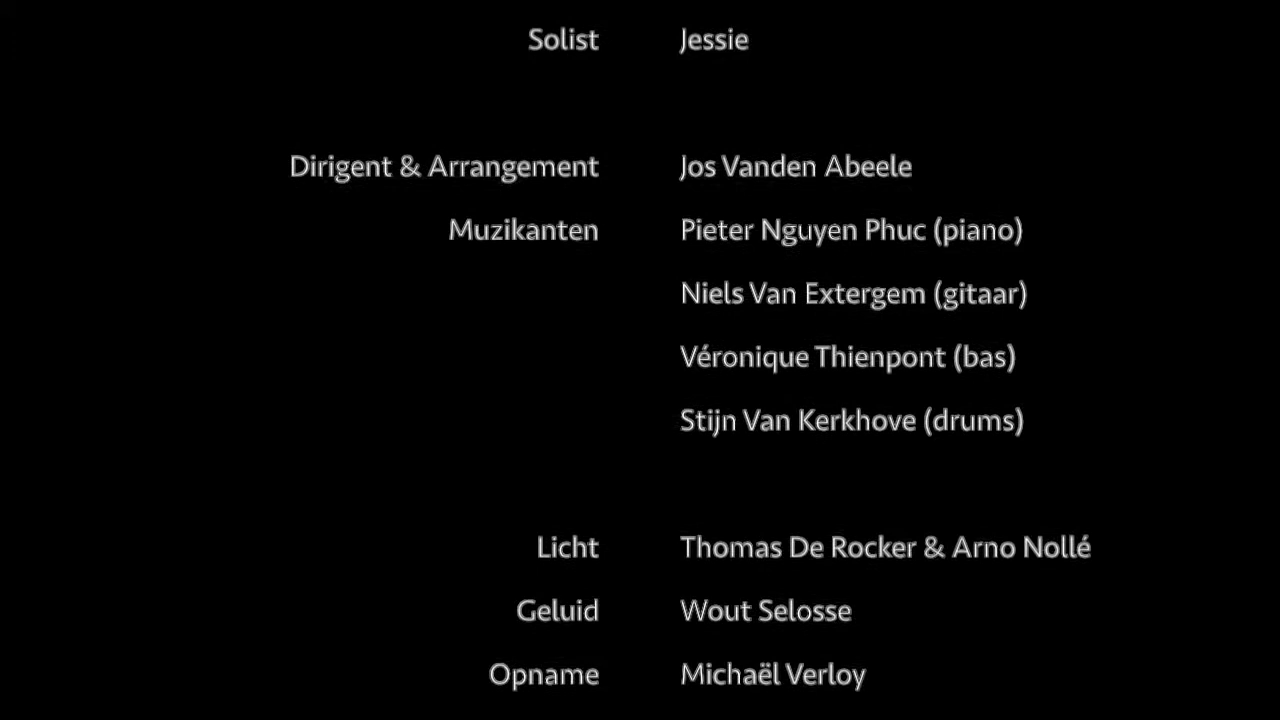 Solist Jessie
Dirigent & Arrangement Jos Vanden Abeele
Muzikanten Pieter Nguyen Phuc (piano)
Niels Van Extergem (gitaar)
Véronique Thienpont (bas)
Stijn Van Kerkhove (drums)
Licht Thomas De Rocker & Arno Nollé
Geluid Wout Selosse
Opname Michaël Verloy